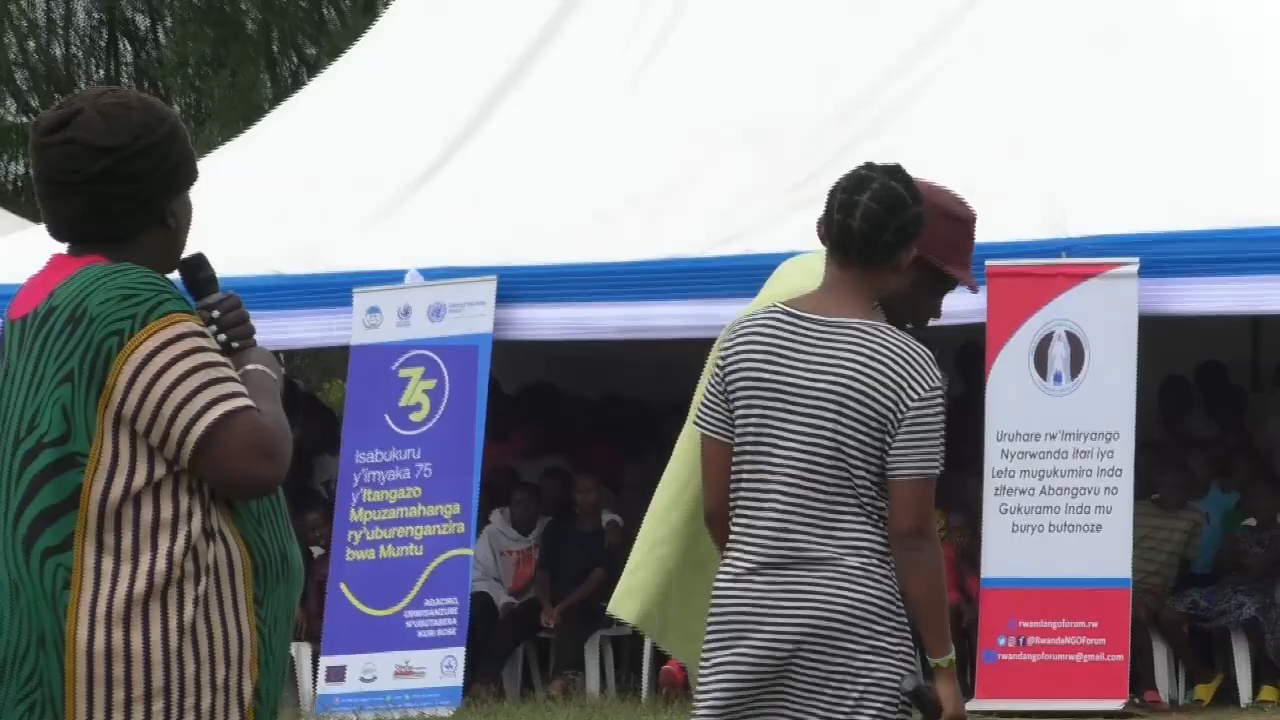 75
Isabukuru
y'imyaka 75
y'Itangazo
Mpuzamahanga
ry'uburenganzira
bwa Muntu
AGACIRO,
UBWISANZURE
N'UBUTABERA
KURI BOSE
Uruhare rw'Imiryango
Nyarwanda itari iya
Leta mugukumira Inda
ziterwa Abangavu no
Gukuramo Inda mu
buryo butanoze
rwandangoforum.rw
@RwandaNGOForum
rwandangoforumrw@gmail.com